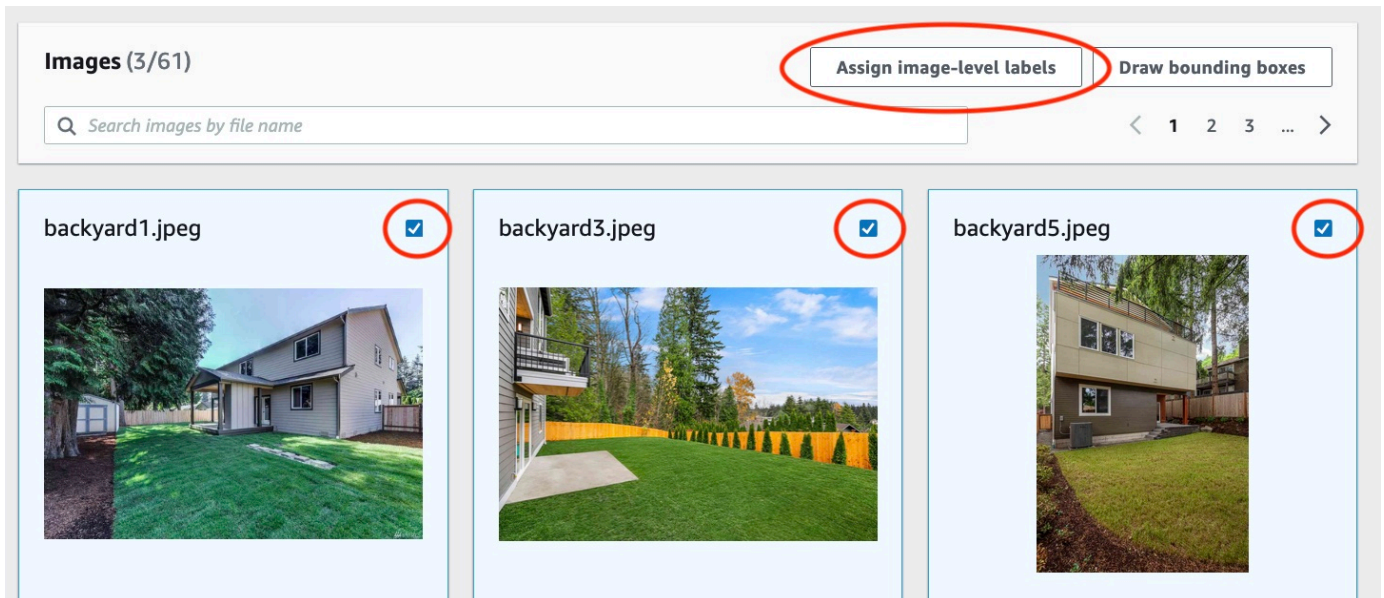 Images (3/61)
Assign image-level labels
Draw bounding boxes
Search images by file name
1 2 3 ...
backyard1.jpeg
backyard3.jpeg
backyard5.jpeg